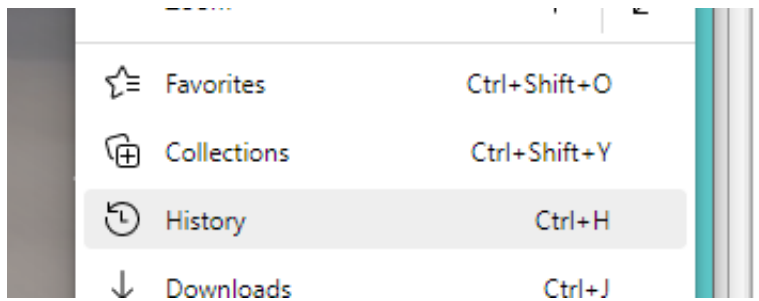 Favorites Ctrl+Shift+O
Collections Ctrl+Shift+Y
History Ctrl+H
Downloads Ctrl+J